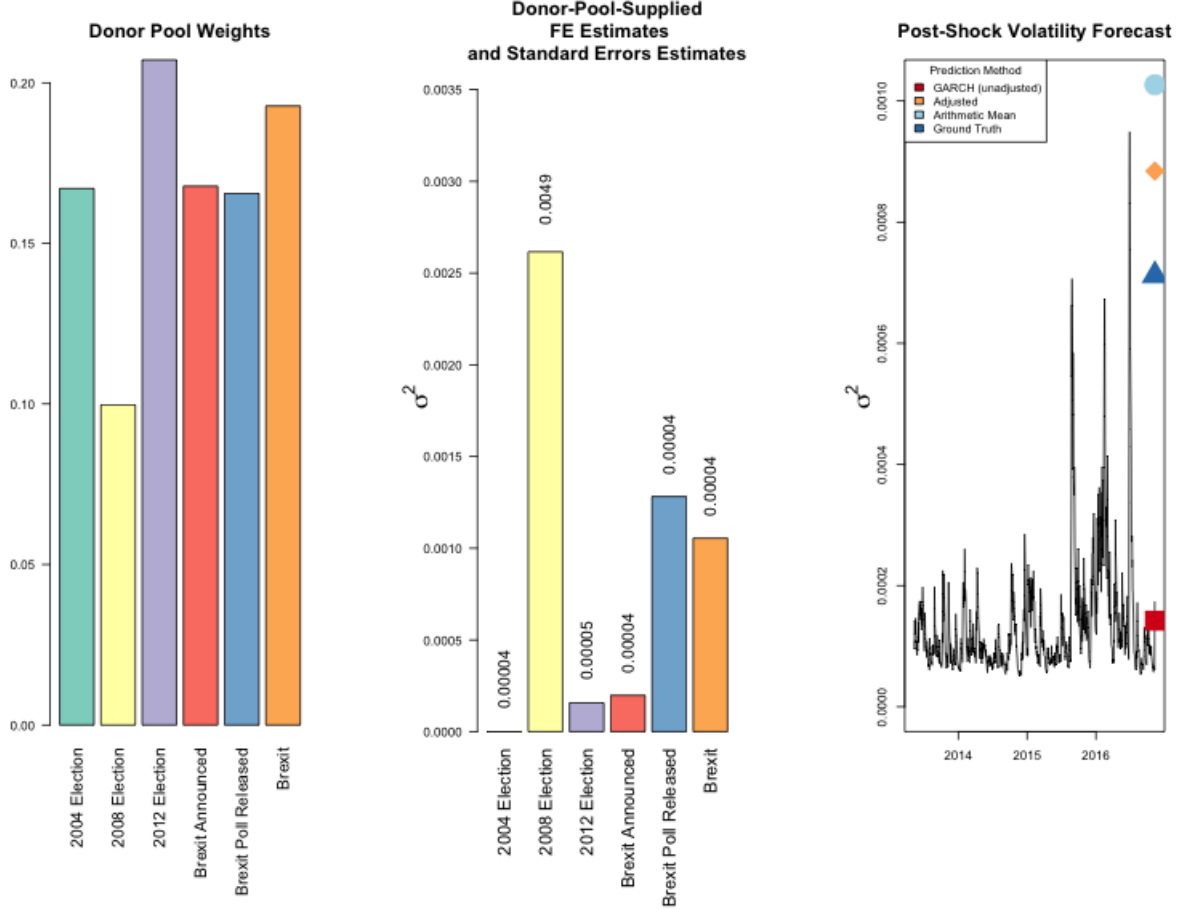 Donor Pool Weights
0.20
0.15
0.10
0.05
0.00
2004 Election
2008 Election
2012 Election
Brexit Announced
Brexit Poll Released
Brexit
Donor-Pool-Supplied
FE Estimates
and Standard Errors Estimates
σ²
0.0035
0.0030
0.0025
0.0020
0.0015
0.0010
0.0005
0.0000
0.00004
0.0049
0.00005
0.00004
0.00004
0.00004
2004 Election
2008 Election
2012 Election
Brexit Announced
Brexit Poll Released
Brexit
Post-Shock Volatility Forecast
Prediction Method
GARCH (unadjusted)
Adjusted
Arithmetic Mean
Ground Truth
σ²
0.0010
0.0008
0.0006
0.0004
0.0002
0.0000
2014
2015
2016